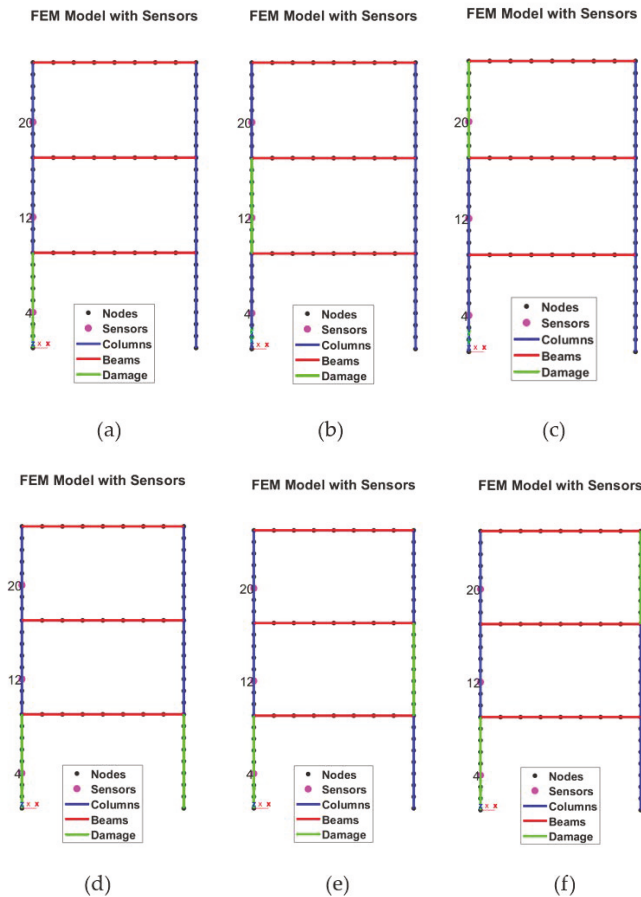 FEM Model with Sensors
20
12
4
x x
Nodes
Sensors
Columns
Beams
Damage
(a)
FEM Model with Sensors
20
12
4
x x
Nodes
Sensors
Columns
Beams
Damage
(b)
FEM Model with Sensors
20
12
4
x x
Nodes
Sensors
Columns
Beams
Damage
(c)
FEM Model with Sensors
20
12
4
x x
Nodes
Sensors
Columns
Beams
Damage
(d)
FEM Model with Sensors
20
12
4
x x
Nodes
Sensors
Columns
Beams
Damage
(e)
FEM Model with Sensors
20
12
4
x x
Nodes
Sensors
Columns
Beams
Damage
(f)